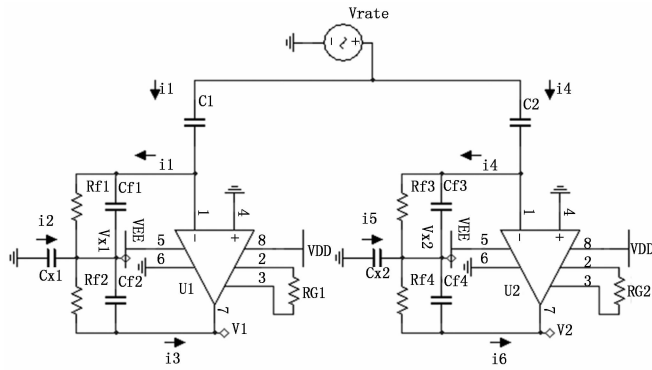 Vrate
- +
i1
C1
C2
i4
i1
i4
Rf1
Cf1
Rf3
Cf3
1
4
1
4
i2
Vx1
VEE
- +
i5
Vx2
VEE
- +
5
8
5
8
VDD
VDD
6
2
6
2
Cx1
Cx2
3
3
Rf2
Cf2
U1
RG1
Rf4
Cf4
U2
RG2
7
7
V1
V2
i3
i6